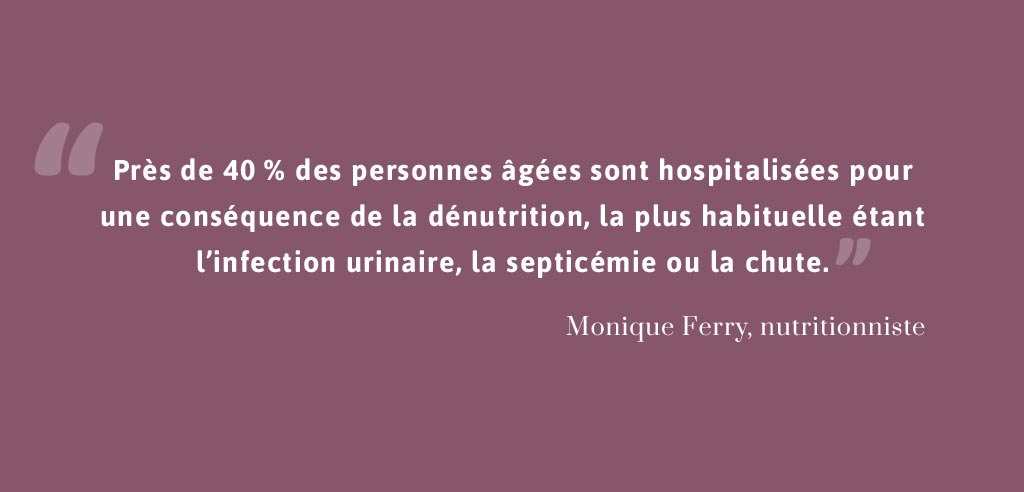 “ Près de 40 % des personnes âgées sont hospitalisées pour
une conséquence de la dénutrition, la plus habituelle étant
l’infection urinaire, la septicémie ou la chute. ”
Monique Ferry, nutritionniste